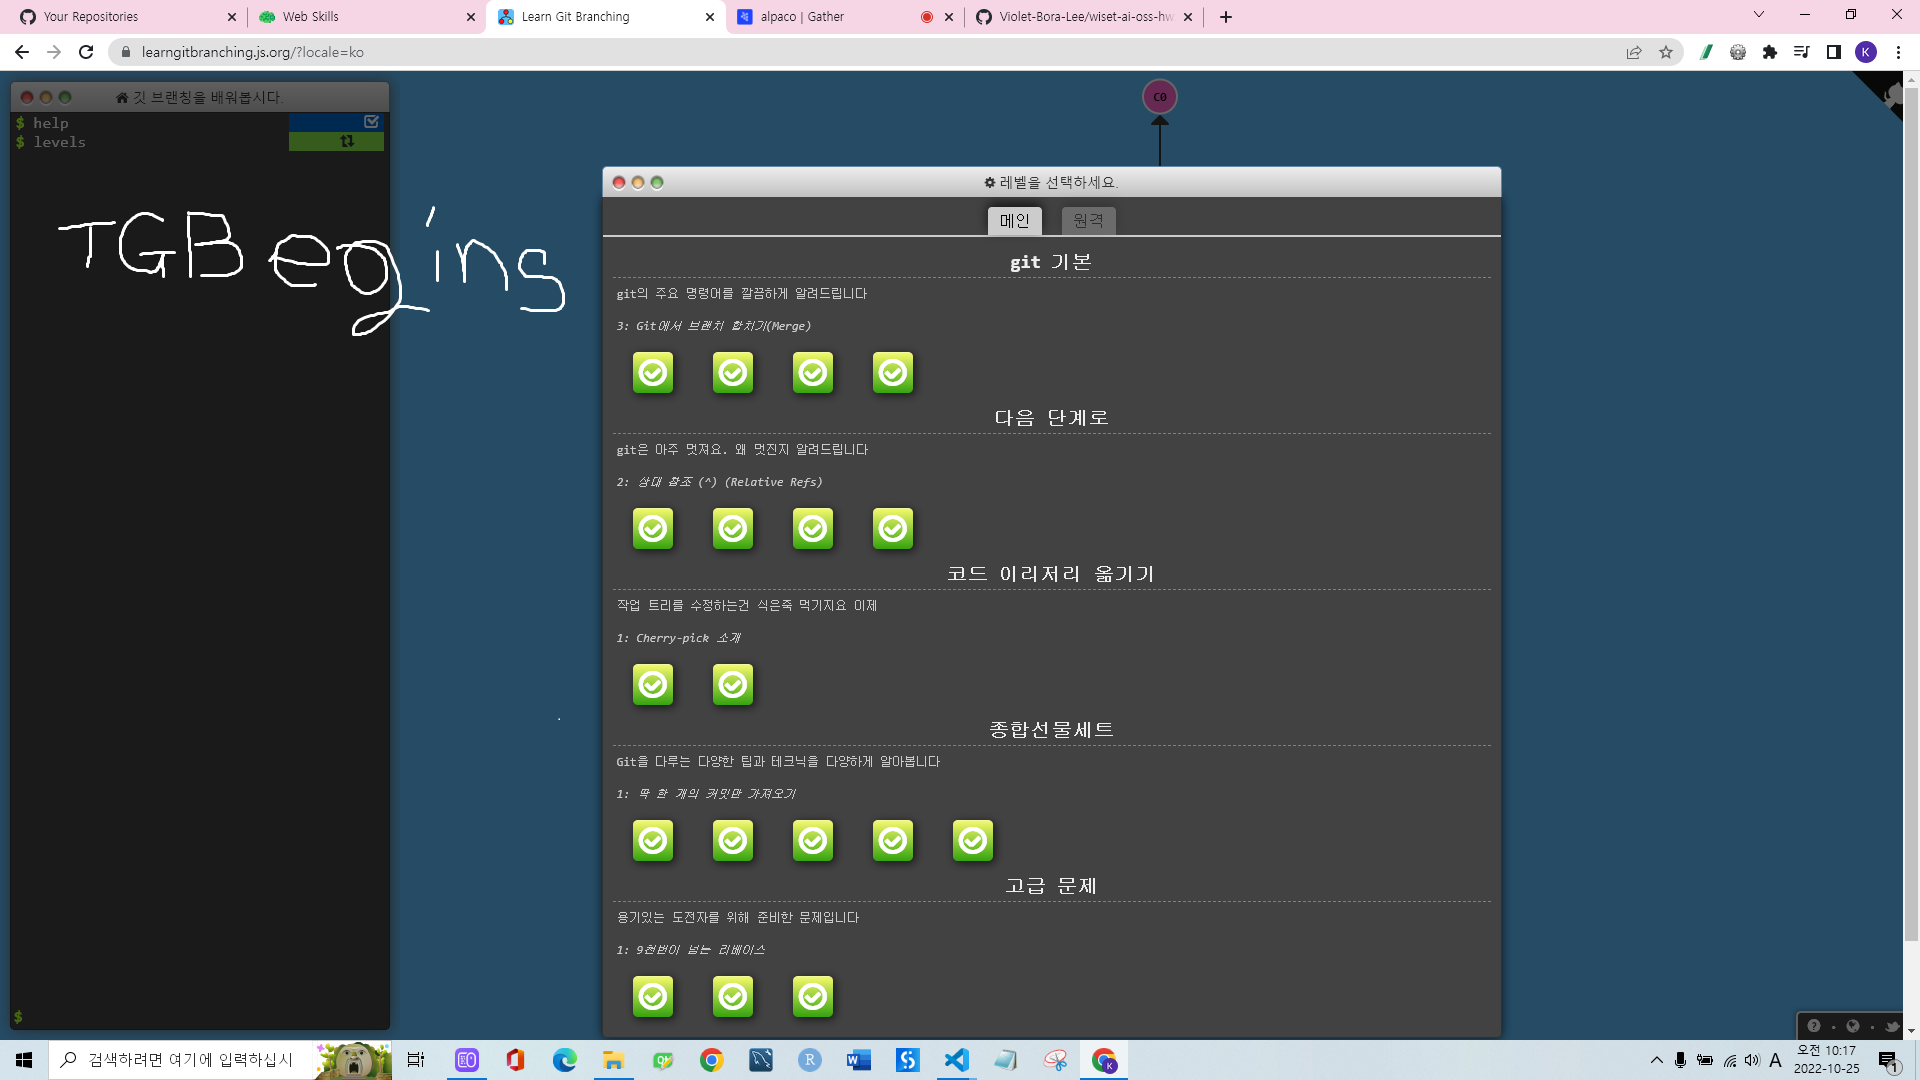 Your Repositories
Web Skills
Learn Git Branching
alpaco | Gather
Violet-Bora-Lee/wiset-ai-oss-hw
learngitbranching.js.org/?locale=ko
K
깃 브랜칭을 배워봅시다.
$ help
$ levels
TGBegins
$
C0
레벨을 선택하세요.
메인
원격
git 기본
git의 주요 명령어를 깔끔하게 알려드립니다
3: Git에서 브랜치 합치기(Merge)
다음 단계로
git은 아주 멋져요. 왜 멋진지 알려드립니다
2: 상대 참조 (^) (Relative Refs)
코드 이리저리 옮기기
작업 트리를 수정하는건 식은죽 먹기지요 이제
1: Cherry-pick 소개
종합선물세트
Git을 다루는 다양한 팁과 테크닉을 다양하게 알아봅니다
1: 딱 한 개의 커밋만 가져오기
고급 문제
용기있는 도전자를 위해 준비한 문제입니다
1: 9천번이 넘는 리베이스
검색하려면 여기에 입력하십시
A
오전 10:17
2022-10-25
1